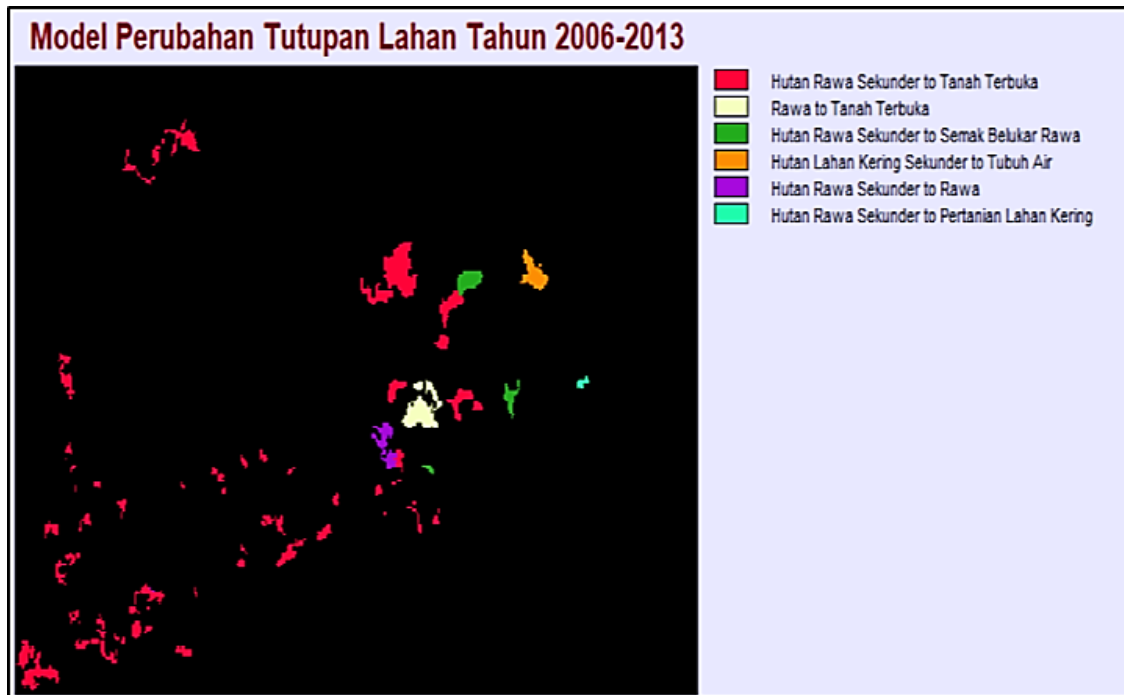 Model Perubahan Tutupan Lahan Tahun 2006-2013
Hutan Rawa Sekunder to Tanah Terbuka
Rawa to Tanah Terbuka
Hutan Rawa Sekunder to Semak Belukar Rawa
Hutan Lahan Kering Sekunder to Tubuh Air
Hutan Rawa Sekunder to Rawa
Hutan Rawa Sekunder to Pertanian Lahan Kering